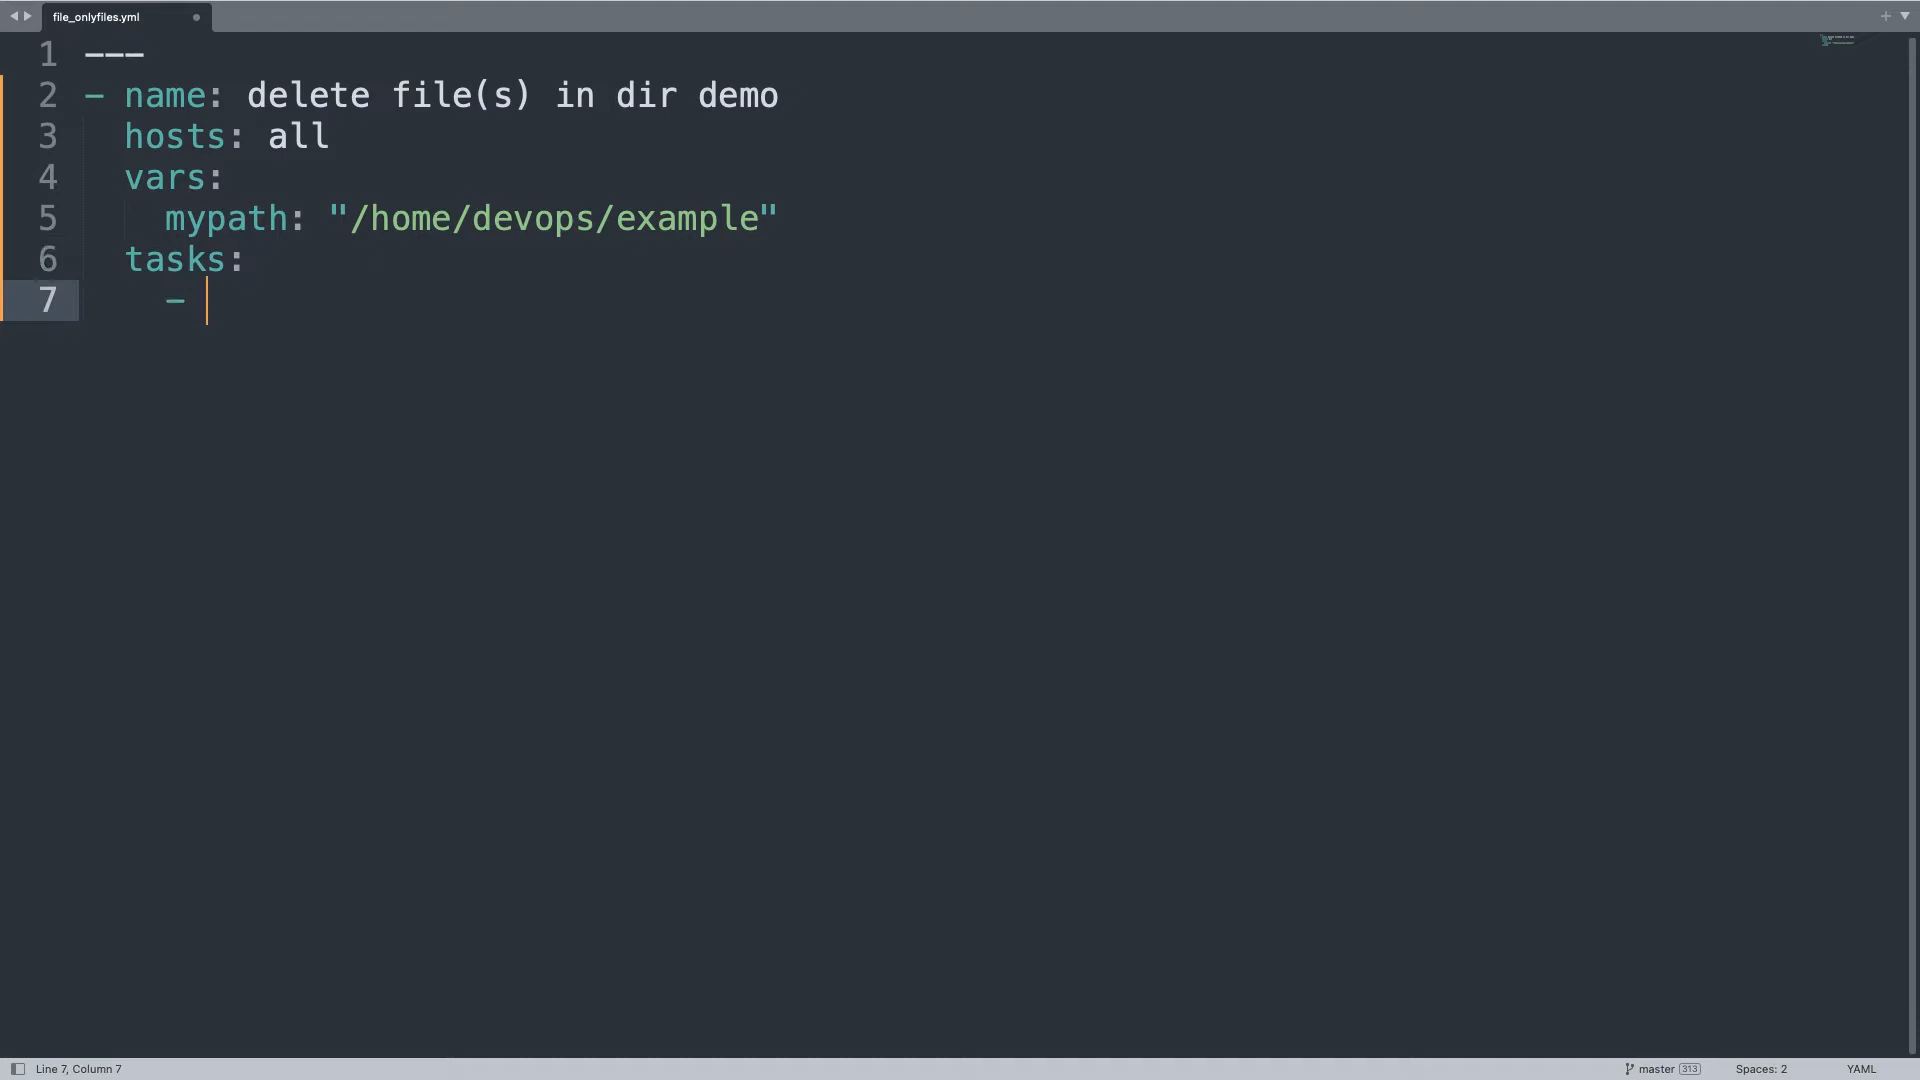 file_onlyfiles.yml
1 ---
2 - name: delete file(s) in dir demo
3 hosts: all
4 vars:
5 mypath: "/home/devops/example"
6 tasks:
7 -
Line 7, Column 7 master 313 Spaces: 2 YAML